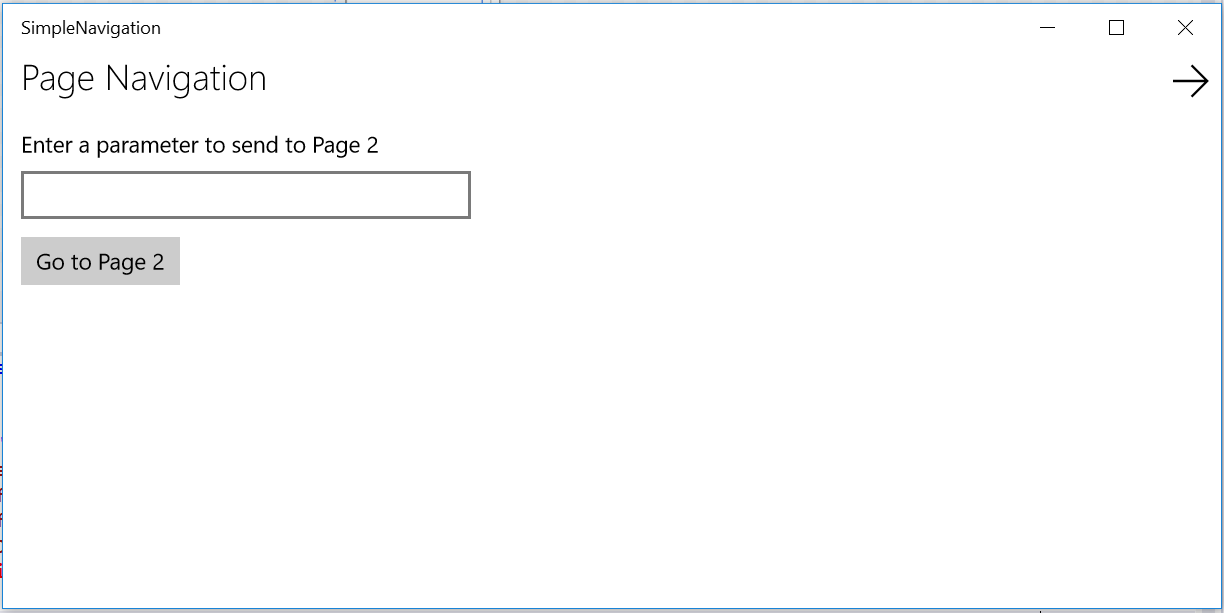 SimpleNavigation
Page Navigation
Enter a parameter to send to Page 2
Go to Page 2